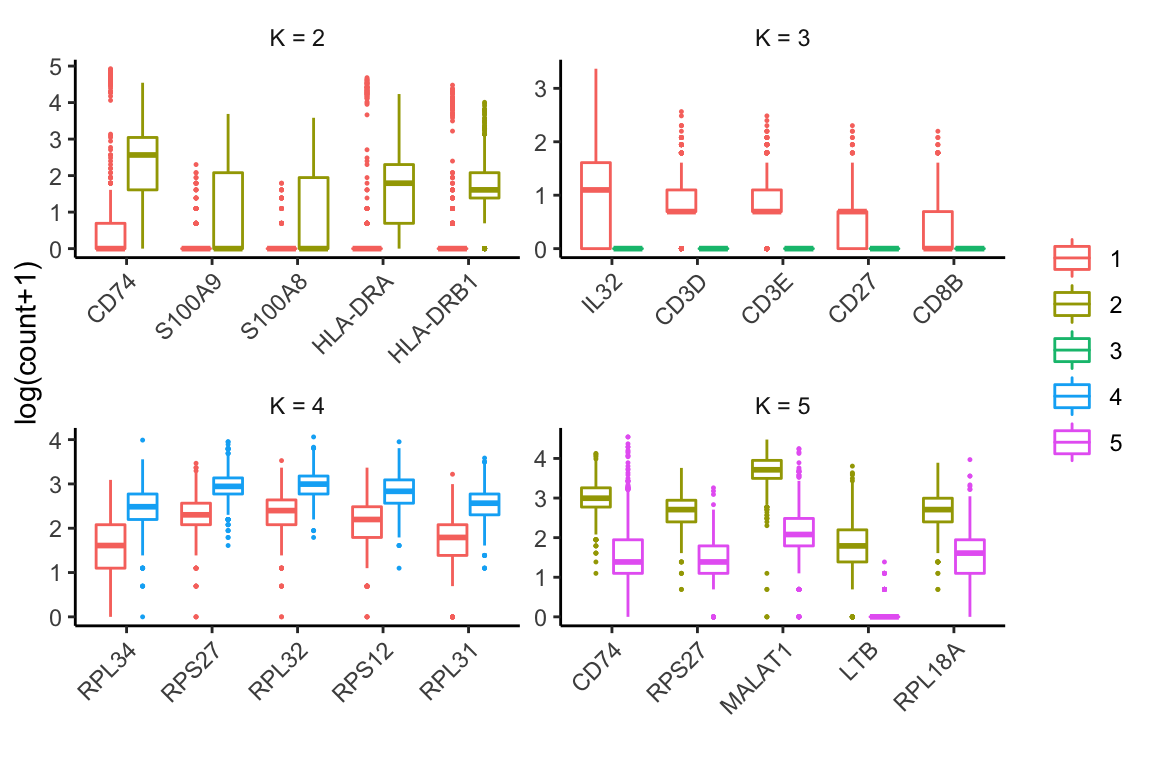 K = 2
5
4
3
2
1
0
CD74
S100A9
S100A8
HLA-DRA
HLA-DRB1
K = 3
3
2
1
0
IL32
CD3D
CD3E
CD27
CD8B
log(count+1)
K = 4
4
3
2
1
0
RPL34
RPS27
RPL32
RPS12
RPL31
K = 5
4
3
2
1
0
CD74
RPS27
MALAT1
LTB
RPL18A
1
2
3
4
5